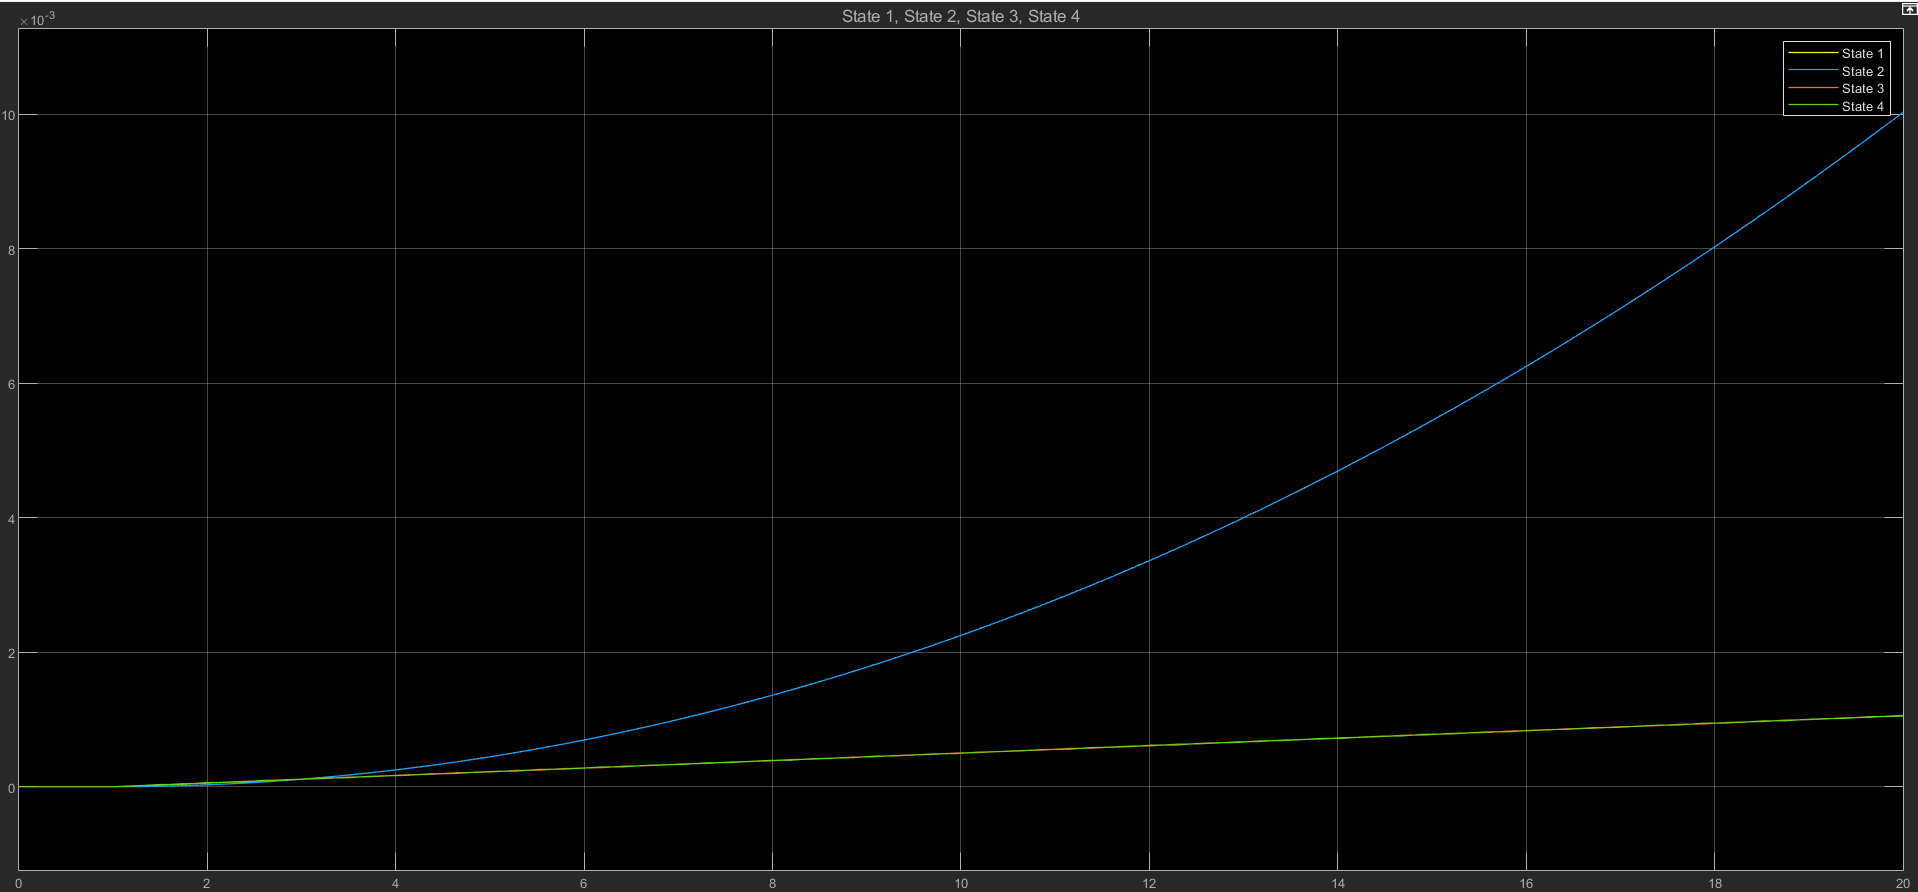 State 1, State 2, State 3, State 4
×10-3
State 1
State 2
State 3
State 4
10
8
6
4
2
0
0 2 4 6 8 10 12 14 16 18 20